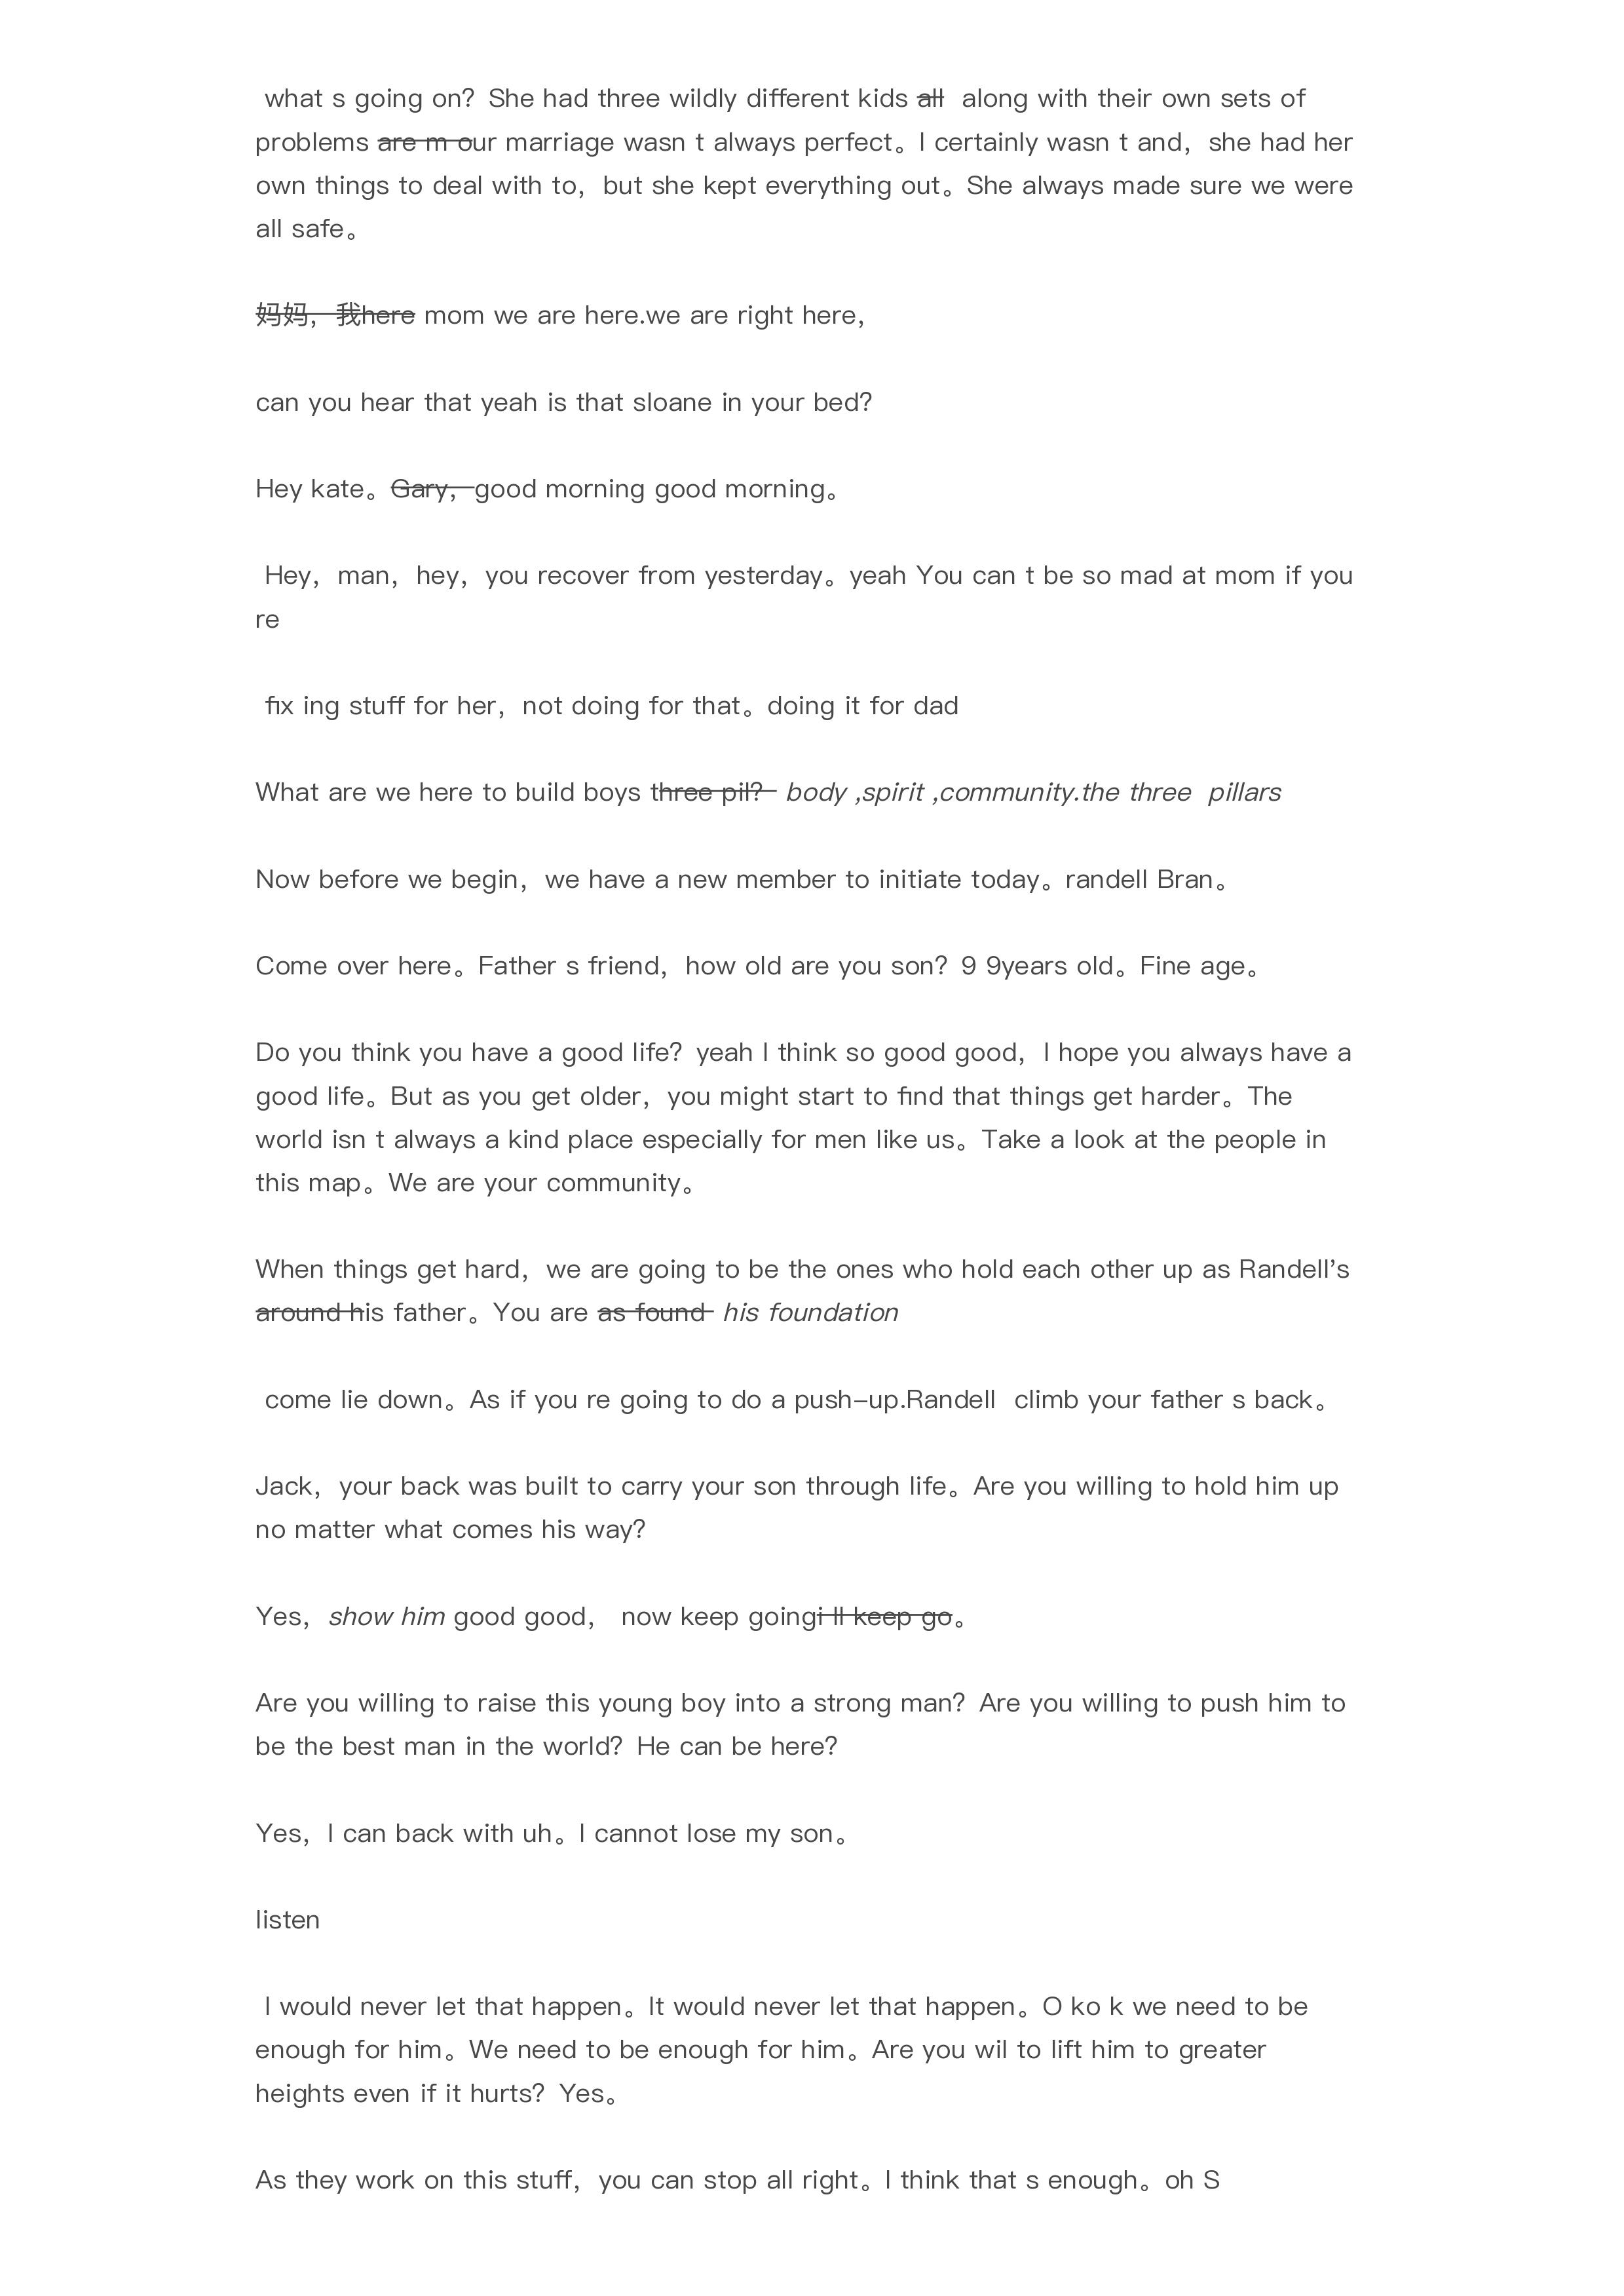 what s going on? She had three wildly different kids all along with their own sets of
problems are m our marriage wasn t always perfect。I certainly wasn t and，she had her
own things to deal with to，but she kept everything out。She always made sure we were
all safe。
妈妈，我here mom we are here.we are right here,
can you hear that yeah is that sloane in your bed?
Hey kate。Gary，good morning good morning。
Hey，man，hey，you recover from yesterday。yeah You can t be so mad at mom if you
re
fix ing stuff for her，not doing for that。doing it for dad
What are we here to build boys three pil? body ,spirit ,community.the three pillars
Now before we begin，we have a new member to initiate today。randell Bran。
Come over here。Father s friend，how old are you son? 9 9years old。Fine age。
Do you think you have a good life? yeah I think so good good，I hope you always have a
good life。But as you get older，you might start to find that things get harder。The
world isn t always a kind place especially for men like us。Take a look at the people in
this map。We are your community。
When things get hard，we are going to be the ones who hold each other up as Randell's
around his father。You are as found his foundation
come lie down。As if you re going to do a push-up.Randell climb your father s back。
Jack，your back was built to carry your son through life。Are you willing to hold him up
no matter what comes his way?
Yes，show him good good， now keep goingi ll keep go。
Are you willing to raise this young boy into a strong man? Are you willing to push him to
be the best man in the world? He can be here?
Yes，I can back with uh。I cannot lose my son。
listen
I would never let that happen。It would never let that happen。O ko k we need to be
enough for him。We need to be enough for him。Are you wil to lift him to greater
heights even if it hurts? Yes。
As they work on this stuff，you can stop all right。I think that s enough。oh S